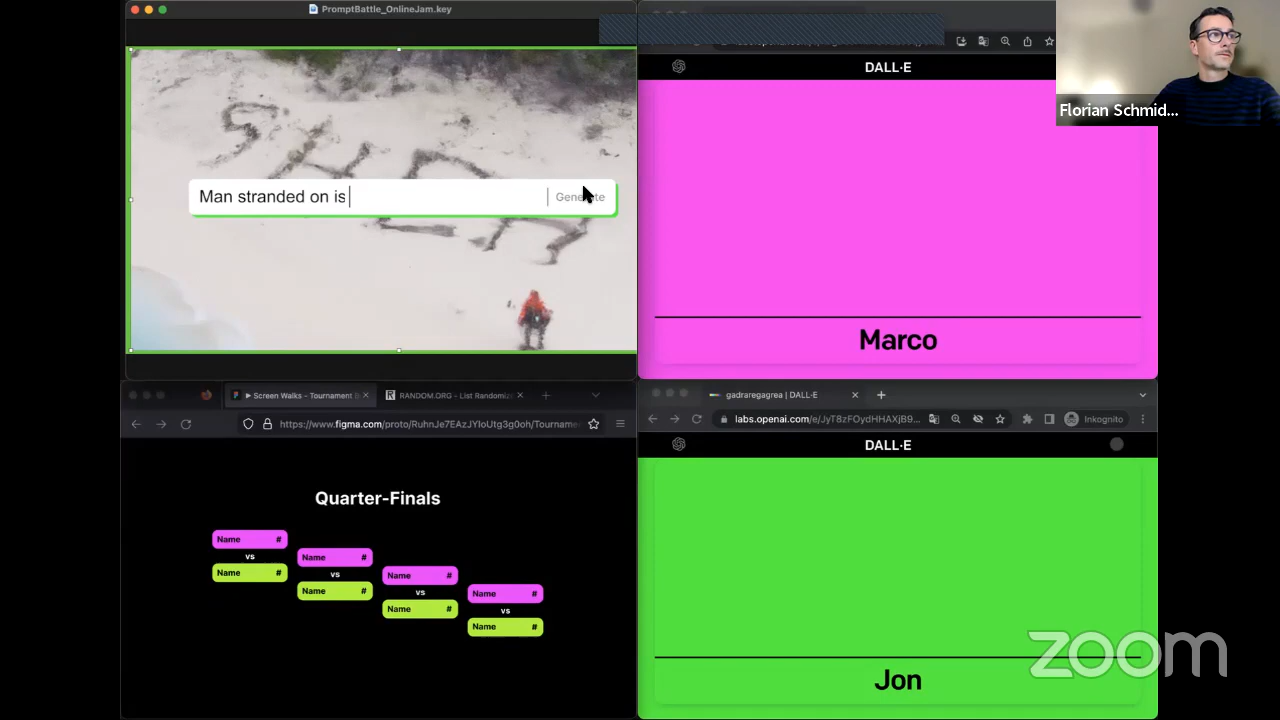 PromptBattle_OnlineJam.key
Man stranded on is
DALL·E
Florian Schmid...
Marco
Screen Walks - Tournament
RANDOM.ORG - List Randomiz
https://www.figma.com/proto/RuhnJe7EAzJYIoUtg3g0oh/Tourname
Quarter-Finals
Name #
vs
Name #
Name #
vs
Name #
Name #
vs
Name #
Name #
vs
Name #
gadraregagrea | DALL·E
labs.openai.com/e/JyT8zFOydHHAXjB9...
Inkognito
DALL·E
Jon
zoom